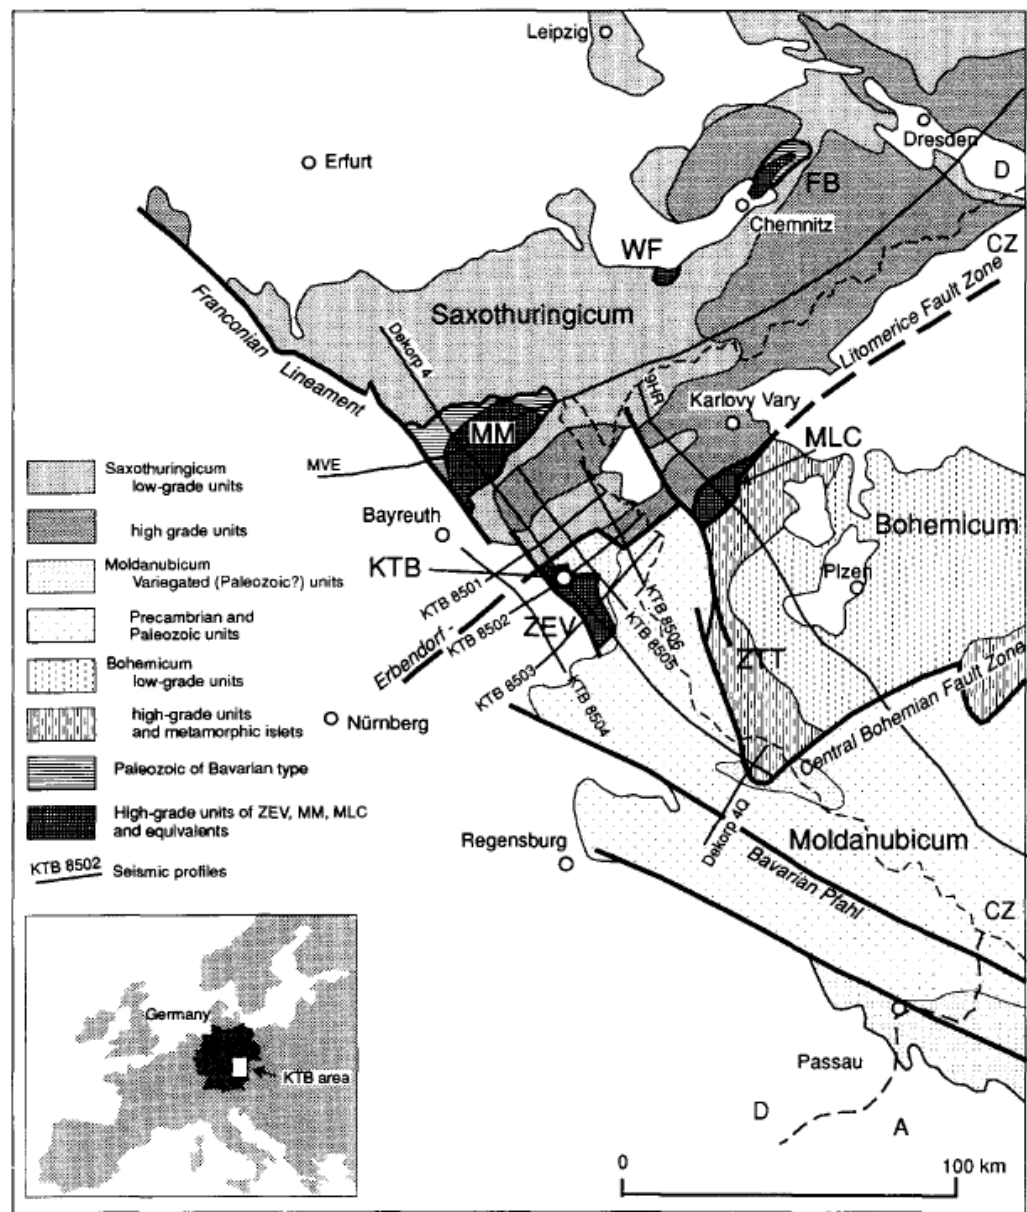 Leipzig
Dresden
Erfurt
D
FB
Chemnitz
WF
CZ
Saxothuringicum
Franconian Lineament
Litomerice Fault Zone
Dekorp 4
9HR
Karlovy Vary
MM
MLC
MVE
Bayreuth
Bohemicum
KTB
Plzen
KTB 8501
KTB 8502
ZEV
KTB 8506
KTB 8505
Erbendorf -
KTB 8503
KTB 8504
ZTT
Nürnberg
Central Bohemian Fault Zone
Dekorp 4Q
Moldanubicum
Regensburg
Bavarian Pfahl
CZ
Passau
D
A
0
100 km
Saxothuringicum
low-grade units
high grade units
Moldanubicum
Variegated (Paleozoic?) units
Precambrian and
Paleozoic units
Bohemicum
low-grade units
high-grade units
and metamorphic islets
Paleozoic of Bavarian type
High-grade units of ZEV, MM, MLC
and equivalents
KTB 8502
Seismic profiles
Germany
KTB area